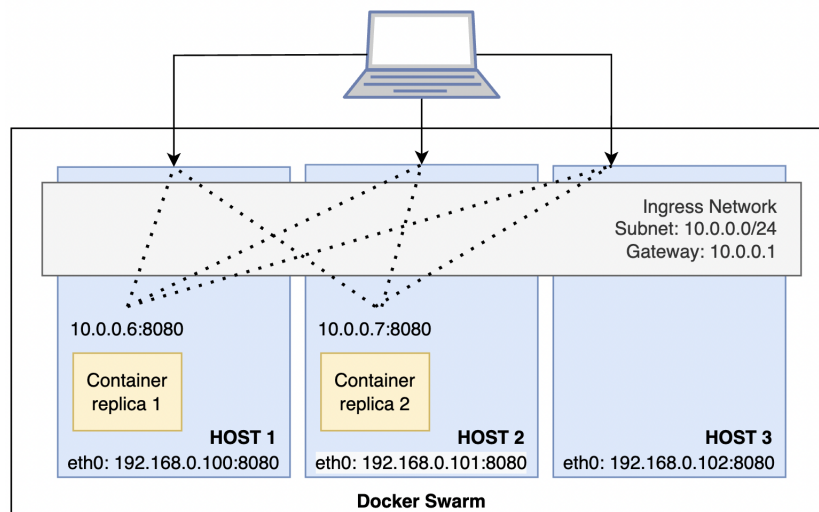 Ingress Network
Subnet: 10.0.0.0/24
Gateway: 10.0.0.1
10.0.0.6:8080
10.0.0.7:8080
Container
replica 1
Container
replica 2
HOST 1
HOST 2
HOST 3
eth0: 192.168.0.100:8080
eth0: 192.168.0.101:8080
eth0: 192.168.0.102:8080
Docker Swarm